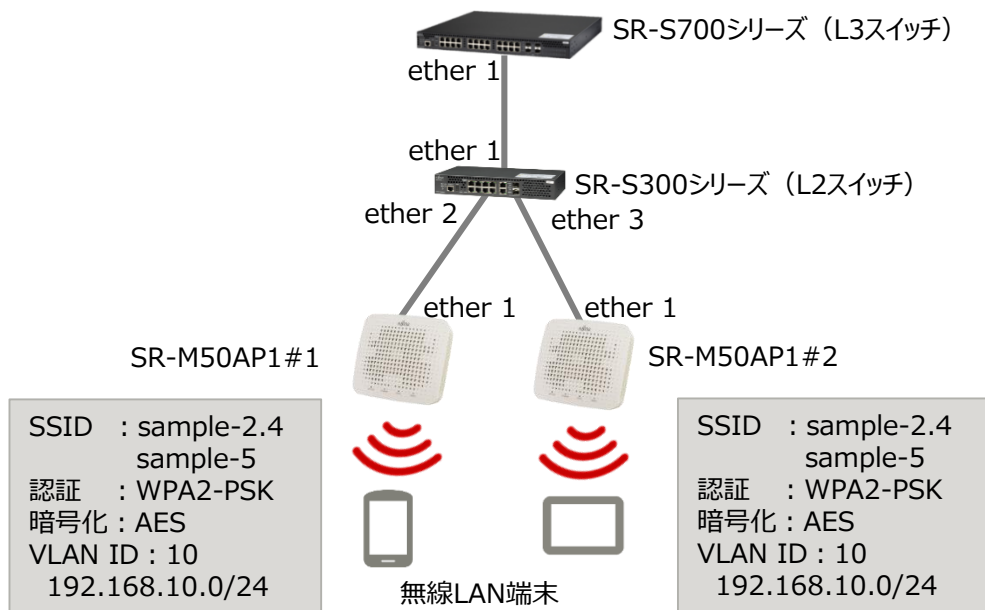 SR-S700シリーズ（L3スイッチ）
ether 1
ether 1
SR-S300シリーズ（L2スイッチ）
ether 2
ether 3
ether 1
ether 1
SR-M50AP1#1
SR-M50AP1#2
SSID ：sample-2.4
sample-5
認証 ：WPA2-PSK
暗号化：AES
VLAN ID：10
192.168.10.0/24
無線LAN端末
SSID ：sample-2.4
sample-5
認証 ：WPA2-PSK
暗号化：AES
VLAN ID：10
192.168.10.0/24